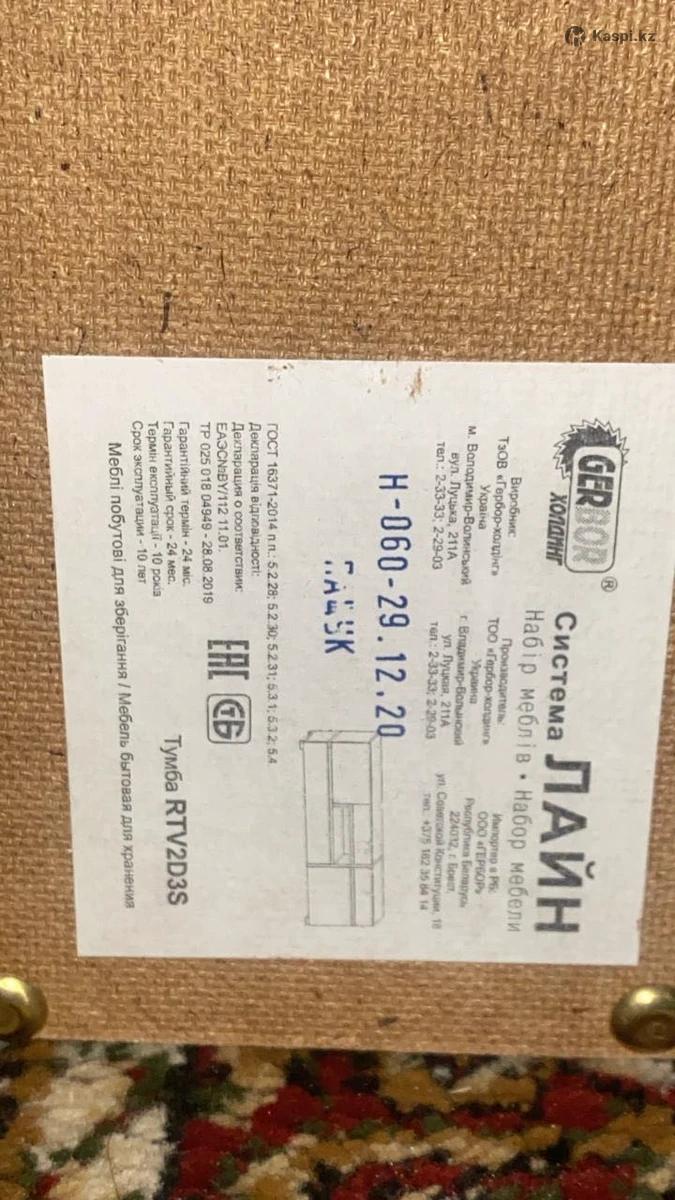 Kaspi.kz
GERBOR®
ХОЛДИНГ
Система ЛАЙН
Набір меблів • Набор мебели
Виробник:
ТзОВ «Гербор-холдінг»
Україна
м. Володимир-Волинський
вул. Луцька, 211А
тел.: 2-33-33; 2-29-03
Производитель:
ТОО «Гербор-холдинг»
Украина
г. Владимир-Волынский
ул. Луцкая, 211А
тел.: 2-33-33; 2-29-03
Импортер в РБ:
ООО «ГЕРБОР»
Республика Беларусь
224032, г. Брест,
ул. Советской Конституции, 18
тел. +375 162 35 84 14
Н-060-29.12.20
ГОСТ 16371-2014 п.п.: 5.2.28; 5.2.30; 5.2.31; 5.3.1; 5.3.2; 5.4
Декларація відповідності:
Декларация о соответствии:
ЕАЭС№BY/112 11.01.
ТР 025 018 04949 - 28.08.2019
ЕАС
Гарантійний термін - 24 міс.
Гарантийный срок - 24 мес.
Термін експлуатації - 10 років
Срок эксплуатации - 10 лет
Тумба RTV2D3S
Меблі побутові для зберігання / Мебель бытовая для хранения